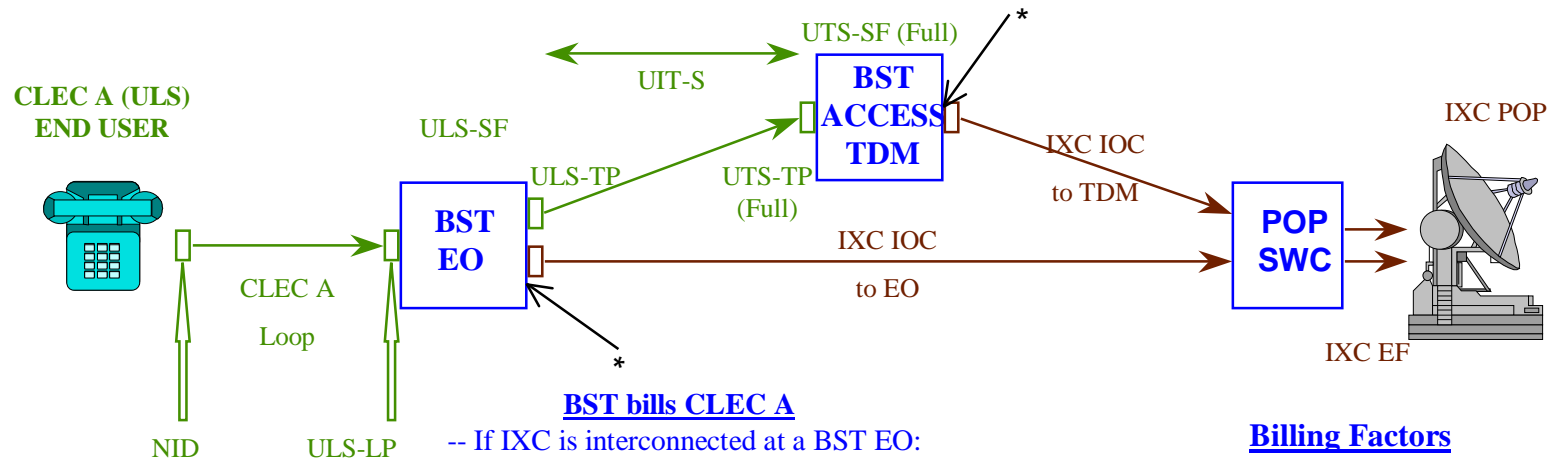 *
UTS-SF (Full)
UIT-S
BST
ACCESS
TDM
CLEC A (ULS)
END USER
ULS-SF
IXC POP
ULS-TP
UTS-TP
(Full)
IXC IOC
to TDM
BST
EO
POP
SWC
IXC IOC
to EO
CLEC A
Loop
IXC EF
*
NID
ULS-LP
BST bills CLEC A
-- If IXC is interconnected at a BST EO:
Billing Factors